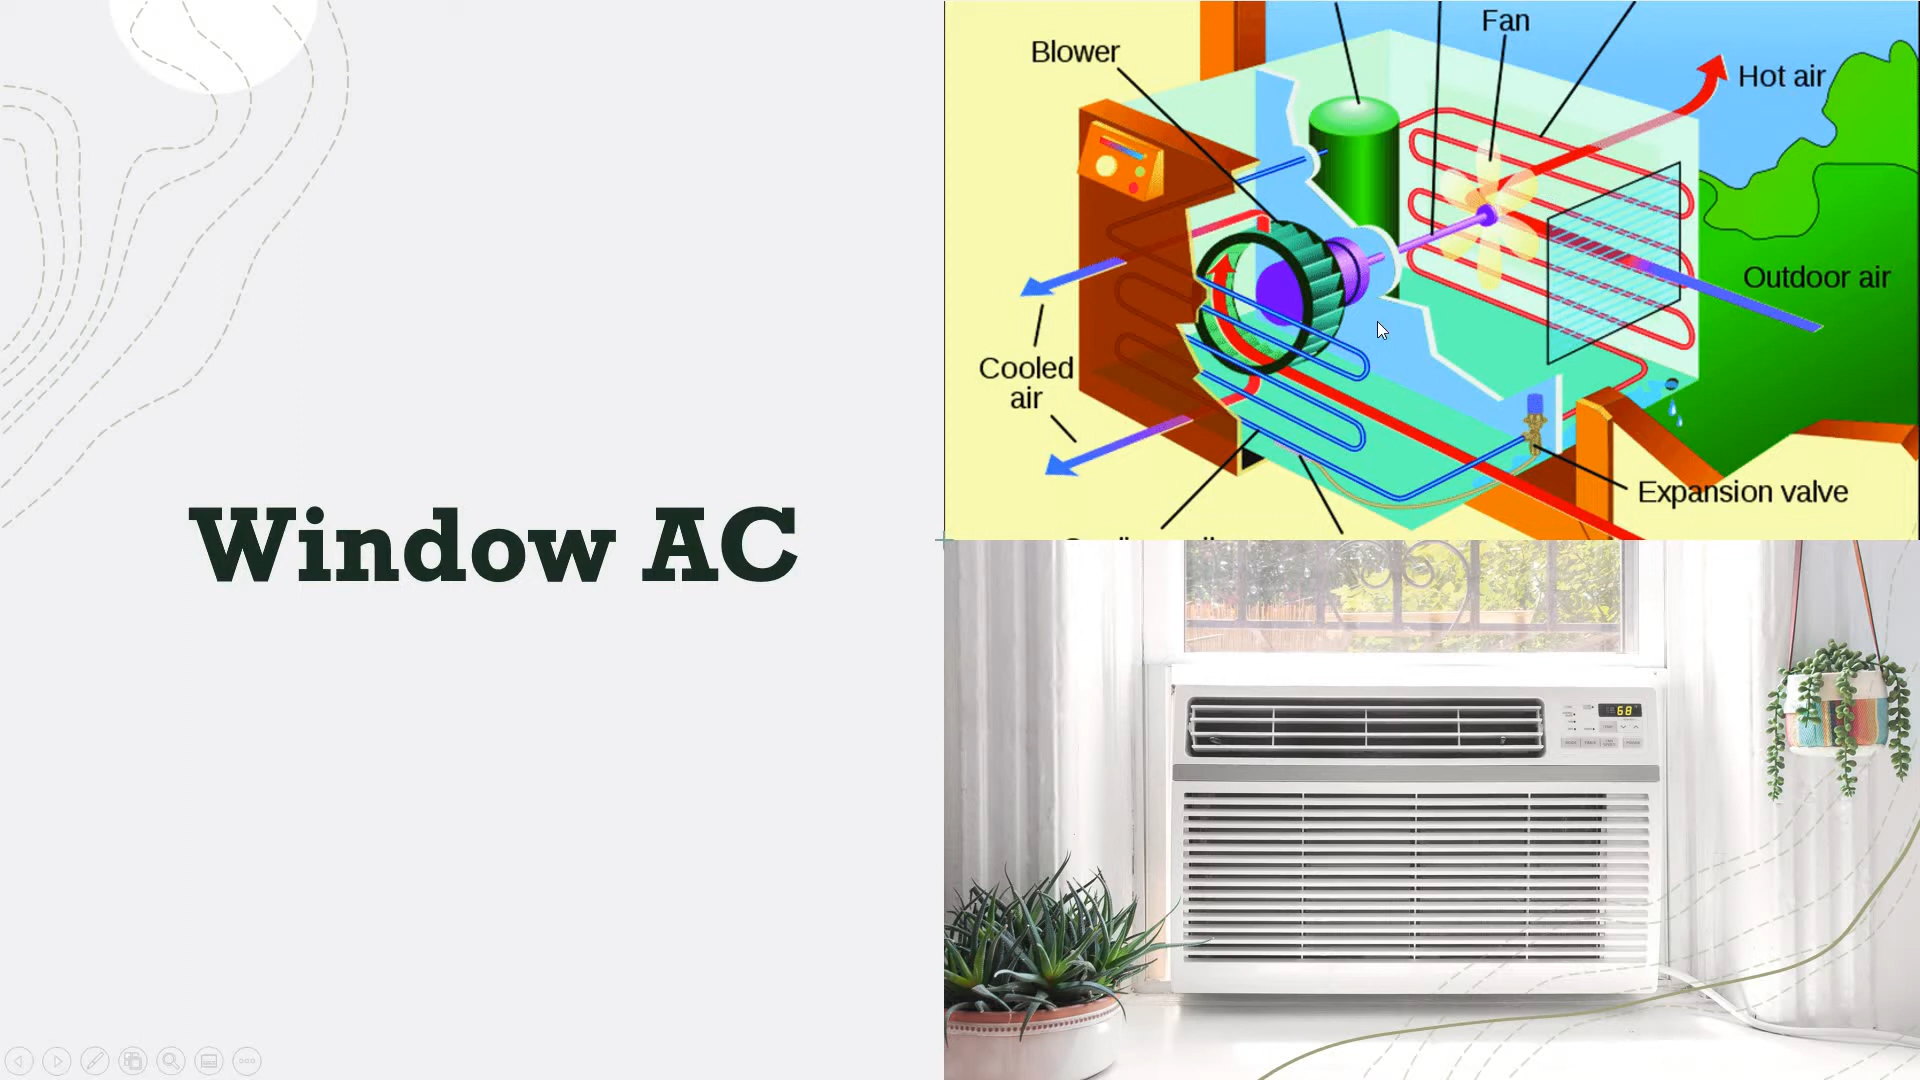 Window AC
Blower
Fan
Hot air
Outdoor air
Cooled
air
Expansion valve
68